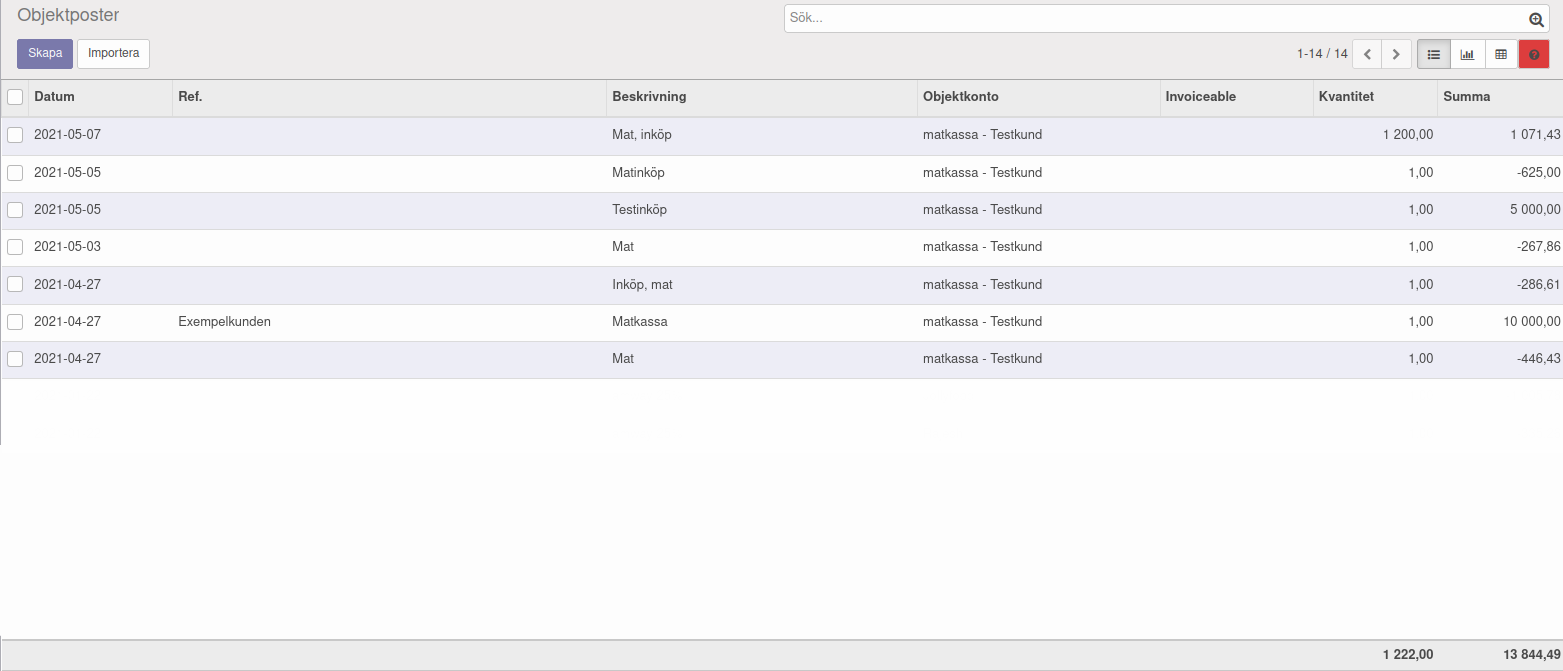 Objektposter
Sök...
Skapa Importera 1-14 / 14
Datum Ref. Beskrivning Objektkonto Invoiceable Kvantitet Summa
2021-05-07 Mat, inköp matkassa - Testkund 1 200,00 1 071,43
2021-05-05 Matinköp matkassa - Testkund 1,00 -625,00
2021-05-05 Testinköp matkassa - Testkund 1,00 5 000,00
2021-05-03 Mat matkassa - Testkund 1,00 -267,86
2021-04-27 Inköp, mat matkassa - Testkund 1,00 -286,61
2021-04-27 Exempelkunden Matkassa matkassa - Testkund 1,00 10 000,00
2021-04-27 Mat matkassa - Testkund 1,00 -446,43
1 222,00 13 844,49